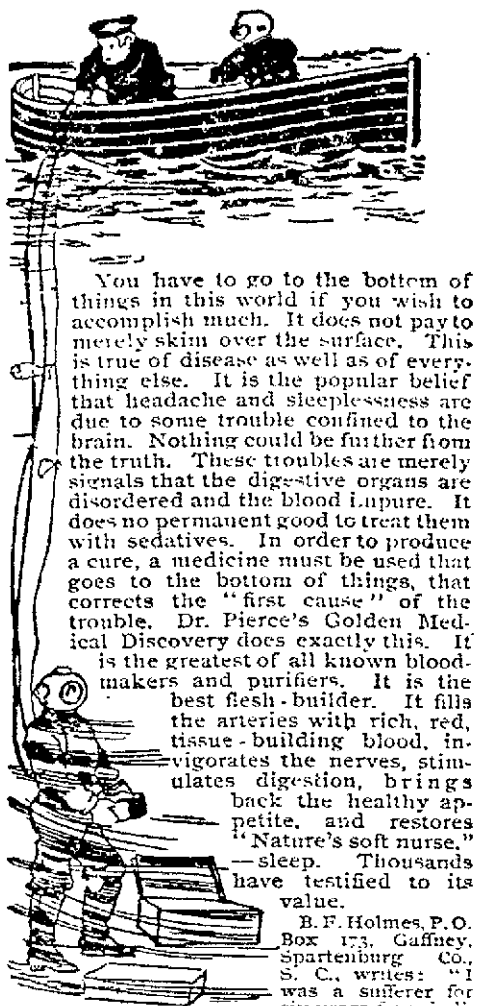 You have to go to the bottom of
things in this world if you wish to
accomplish much. It does not pay to
merely skim over the surface. This
is true of disease as well as of every-
thing else. It is the popular belief
that headache and sleeplessness are
due to some trouble confined to the
brain. Nothing could be further from
the truth. These troubles are merely
signals that the digestive organs are
disordered and the blood impure. It
does no permanent good to treat them
with sedatives. In order to produce
a cure, a medicine must be used that
goes to the bottom of things, that
corrects the "first cause" of the
trouble. Dr. Pierce's Golden Med-
ical Discovery does exactly this. It
is the greatest of all known blood-
makers and purifiers. It is the
best flesh-builder. It fills
the arteries with rich, red,
tissue-building blood, in-
vigorates the nerves, stim-
ulates digestion, brings
back the healthy ap-
petite, and restores
"Nature's soft nurse,"
—sleep. Thousands
have testified to its
value.
B. F. Holmes, P. O.
Box 173, Gaffney,
Spartenburg Co.,
S. C., writes: "I
was a sufferer for